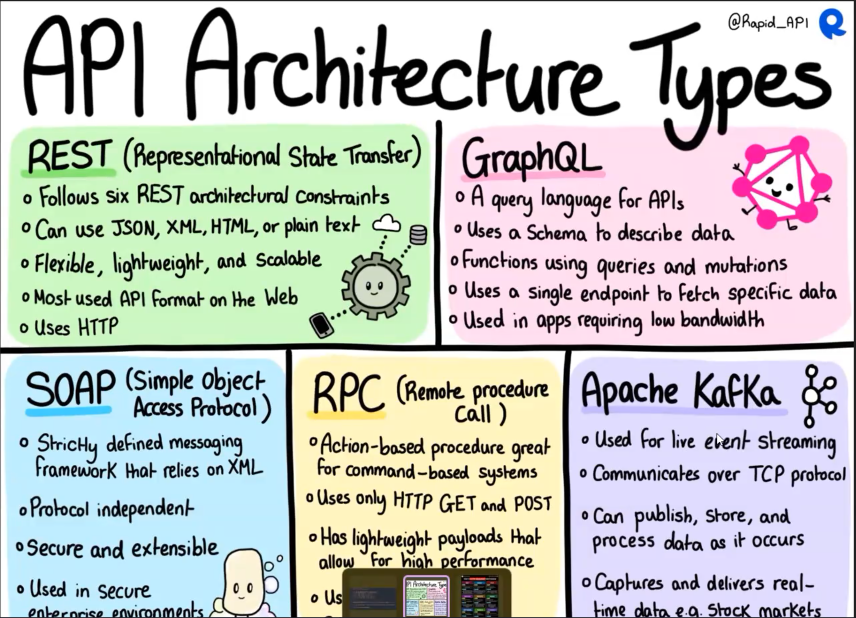 @Rapid_API
API Architecture Types
REST (Representational State Transfer)
Follows six REST architectural constraints
Can use JSON, XML, HTML, or plain text
Flexible, lightweight, and Scalable
Most used API format on the Web
Uses HTTP
GraphQL
A query language for APIs
Uses a Schema to describe data
Functions using queries and mutations
Uses a single endpoint to fetch specific data
Used in apps requiring low bandwidth
SOAP (Simple Object
Access Protocol)
Strictly defined messaging
framework that relies on XML
Protocol independent
Secure and extensible
Used in secure
enterprise environments
RPC (Remote procedure
Call)
Action-based procedure great
for command-based systems
Uses only HTTP GET and POST
Has lightweight payloads that
allow for high performance
Us
Apache Kafka
Used for live event streaming
Communicates over TCP protocol
Can publish, store, and
process data as it occurs
Captures and delivers real-
time data e.g. Stock markets